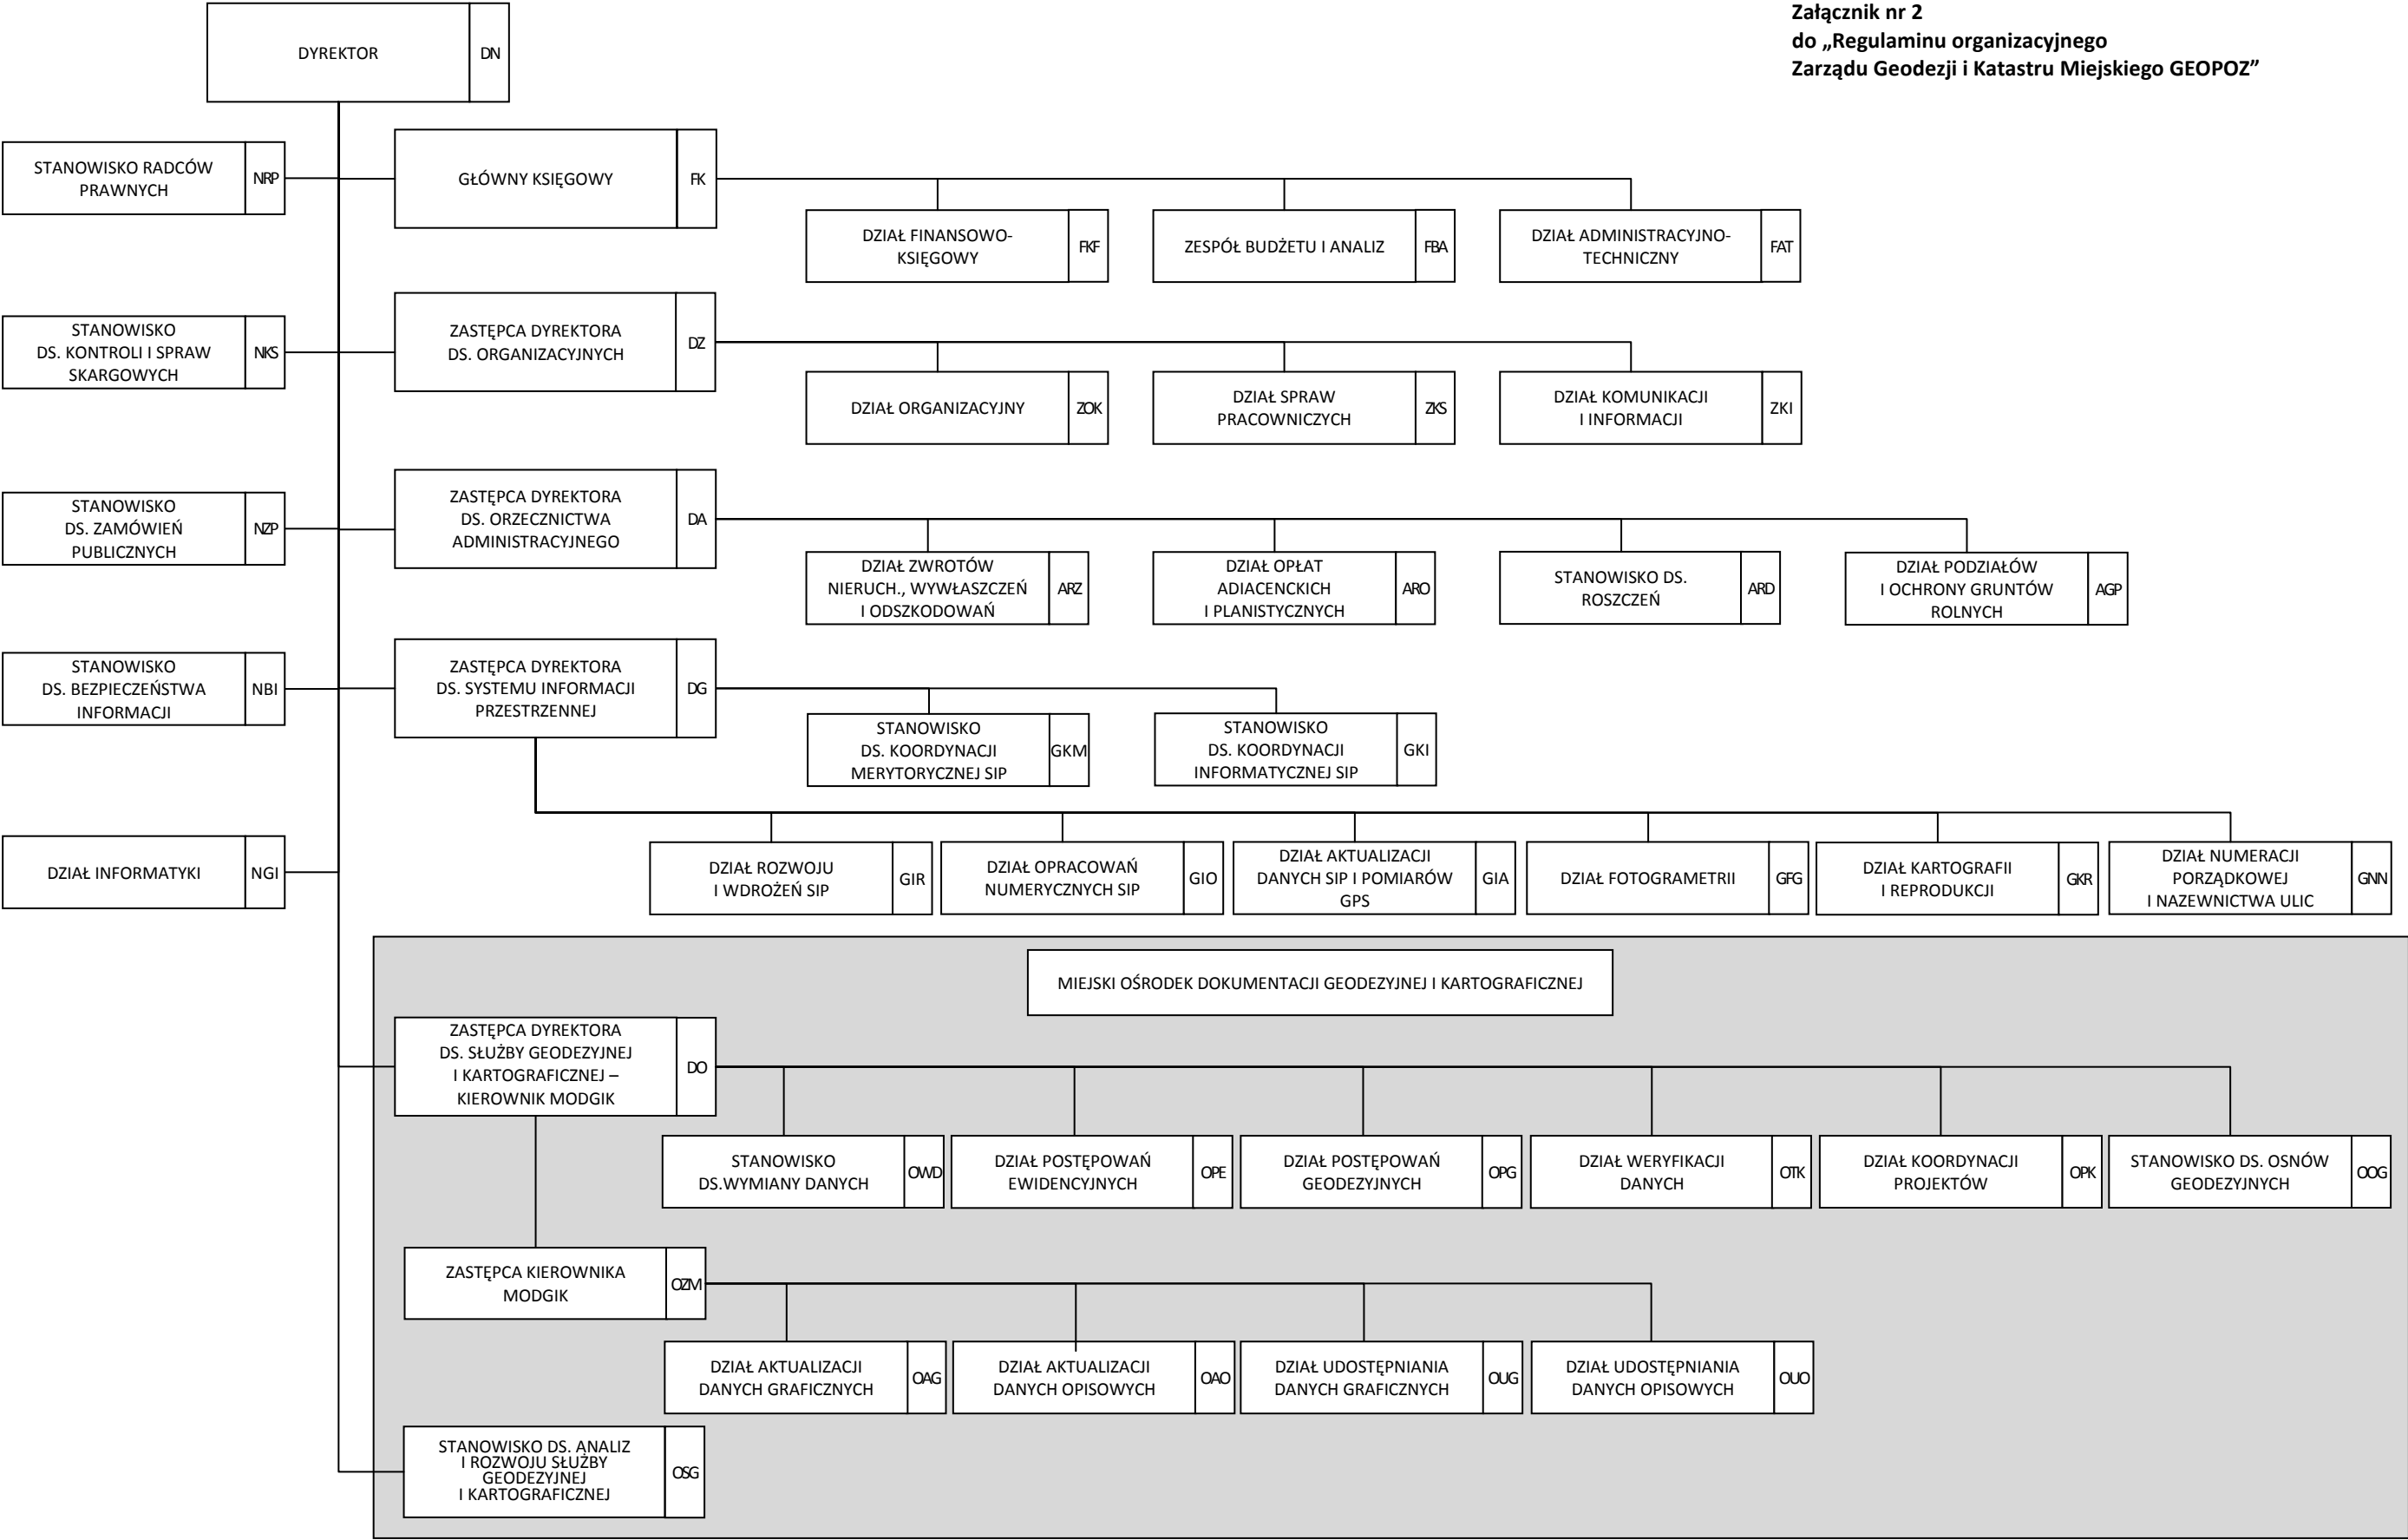 Załącznik nr 2
do „Regulaminu organizacyjnego
Zarządu Geodezji i Katastru Miejskiego GEOPOZ”
DYREKTOR
DN
STANOWISKO RADCÓW
PRAWNYCH
NRP
GŁÓWNY KSIĘGOWY
FK
DZIAŁ FINANSOWO-
KSIĘGOWY
FKF
ZESPÓŁ BUDŻETU I ANALIZ
FBA
DZIAŁ ADMINISTRACYJNO-
TECHNICZNY
FAT
STANOWISKO
DS. KONTROLI I SPRAW
SKARGOWYCH
NKS
ZASTĘPCA DYREKTORA
DS. ORGANIZACYJNYCH
DZ
DZIAŁ ORGANIZACYJNY
ZOK
DZIAŁ SPRAW
PRACOWNICZYCH
ZKS
DZIAŁ KOMUNIKACJI
I INFORMACJI
ZKI
STANOWISKO
DS. ZAMÓWIEŃ
PUBLICZNYCH
NZP
ZASTĘPCA DYREKTORA
DS. ORZECNICTWA
ADMINISTRACYJNEGO
DA
DZIAŁ ZWROTÓW
NIERUCH., WYWŁASZCZEŃ
I ODSZKODOWAŃ
ARZ
DZIAŁ OPŁAT
ADIACENCKICH
I PLANISTYCZNYCH
ARO
STANOWISKO DS.
ROSZCZEŃ
ARD
DZIAŁ PODZIAŁÓW
I OCHRONY GRUNTÓW
ROLNYCH
AGP
STANOWISKO
DS. BEZPIECZEŃSTWA
INFORMACJI
NBI
ZASTĘPCA DYREKTORA
DS. SYSTEMU INFORMACJI
PRZESTRZENNEJ
DG
STANOWISKO
DS. KOORDYNACJI
MERYTORYCZNEJ SIP
GKM
STANOWISKO
DS. KOORDYNACJI
INFORMATYCZNEJ SIP
GKI
DZIAŁ INFORMATYKI
NGI
DZIAŁ ROZWOJU
I WDROŻEŃ SIP
GIR
DZIAŁ OPRACOWAŃ
NUMERYCZNYCH SIP
GIO
DZIAŁ AKTUALIZACJI
DANYCH SIP I POMIARÓW
GPS
GIA
DZIAŁ FOTOGRAMETRII
GFG
DZIAŁ KARTOGRAFII
I REPRODUKCJI
GKR
DZIAŁ NUMERACJI
PORZĄDKOWEJ
I NAZEWNICTWA ULIC
GNN
MIEJSKI OŚRODEK DOKUMENTACJI GEODEZYJNEJ I KARTOGRAFICZNEJ
ZASTĘPCA DYREKTORA
DS. SŁUŻBY GEODEZYJNEJ
I KARTOGRAFICZNEJ –
KIEROWNIK MODGIK
DO
STANOWISKO
DS.WYMIANY DANYCH
OWD
DZIAŁ POSTĘPOWAŃ
EWIDENCYJNYCH
OPE
DZIAŁ POSTĘPOWAŃ
GEODEZYJNYCH
OPG
DZIAŁ WERYFIKACJI
DANYCH
OTK
DZIAŁ KOORDYNACJI
PROJEKTÓW
OPK
STANOWISKO DS. OSNÓW
GEODEZYJNYCH
OOG
ZASTĘPCA KIEROWNIKA
MODGIK
OZM
DZIAŁ AKTUALIZACJI
DANYCH GRAFICZNYCH
OAG
DZIAŁ AKTUALIZACJI
DANYCH OPISOWYCH
OAO
DZIAŁ UDOSTĘPNIANIA
DANYCH GRAFICZNYCH
OUG
DZIAŁ UDOSTĘPNIANIA
DANYCH OPISOWYCH
OUO
STANOWISKO DS. ANALIZ
I ROZWOJU SŁUŻBY
GEODEZYJNEJ
I KARTOGRAFICZNEJ
OSG